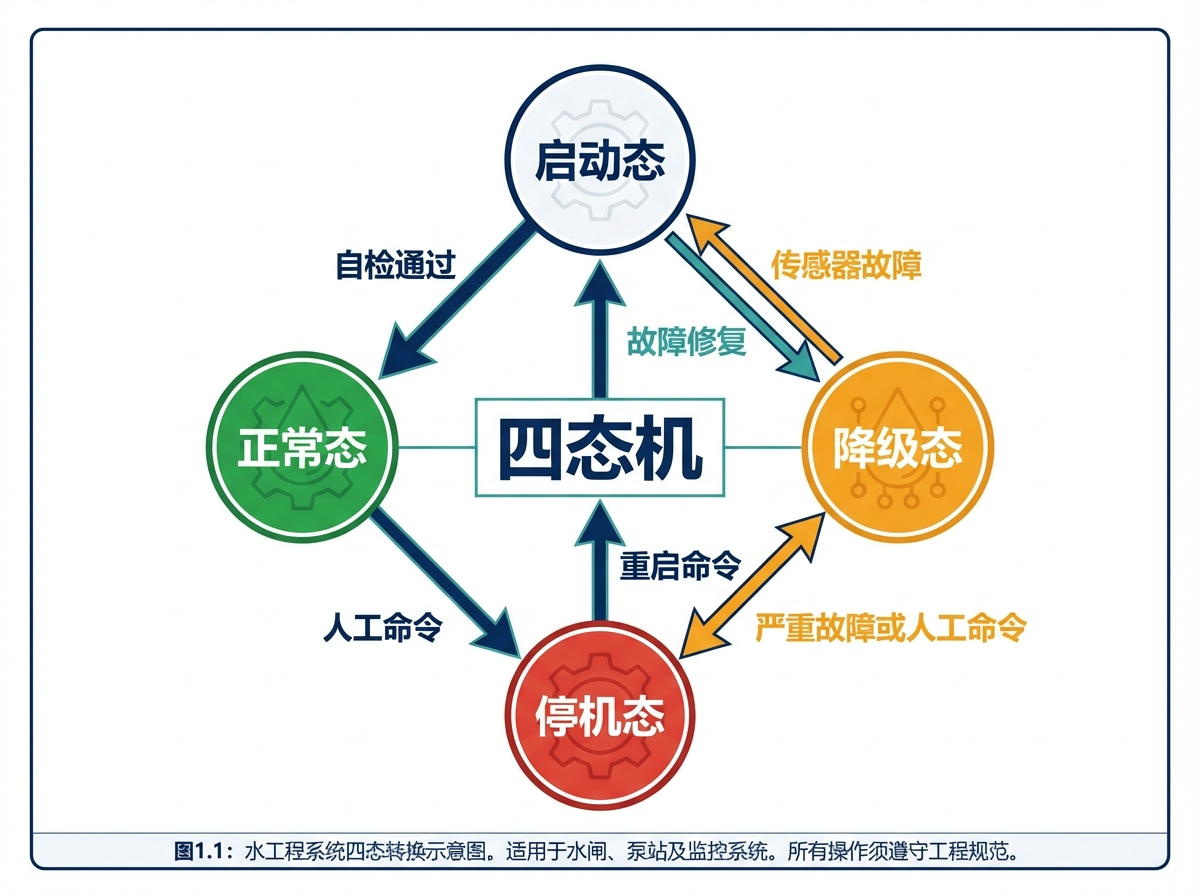 启动态
自检通过
传感器故障
故障修复
正常态
四态机
降级态
重启命令
人工命令
严重故障或人工命令
停机态
图1.1：水工程系统四态转换示意图。适用于水闸、泵站及监控系统。所有操作须遵守工程规范。